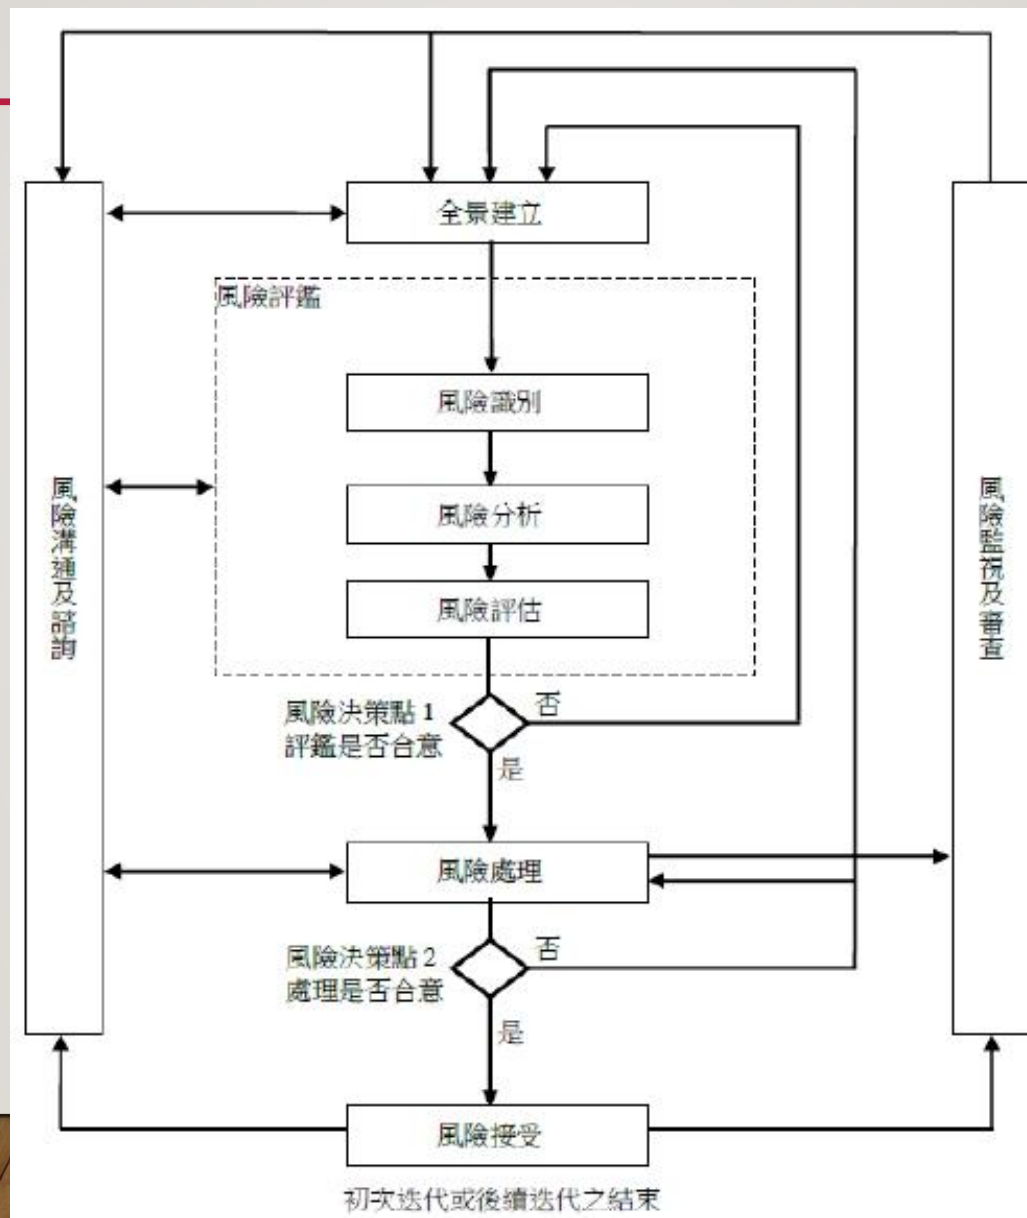 全景建立
風險評鑑
風險識別
風險分析
風險評估
風險決策點 1
評鑑是否合意
否
是
風險處理
風險決策點 2
處理是否合意
否
是
風險接受
初次迭代或後續迭代之結束
風險溝通及諮詢
風險監視及審查